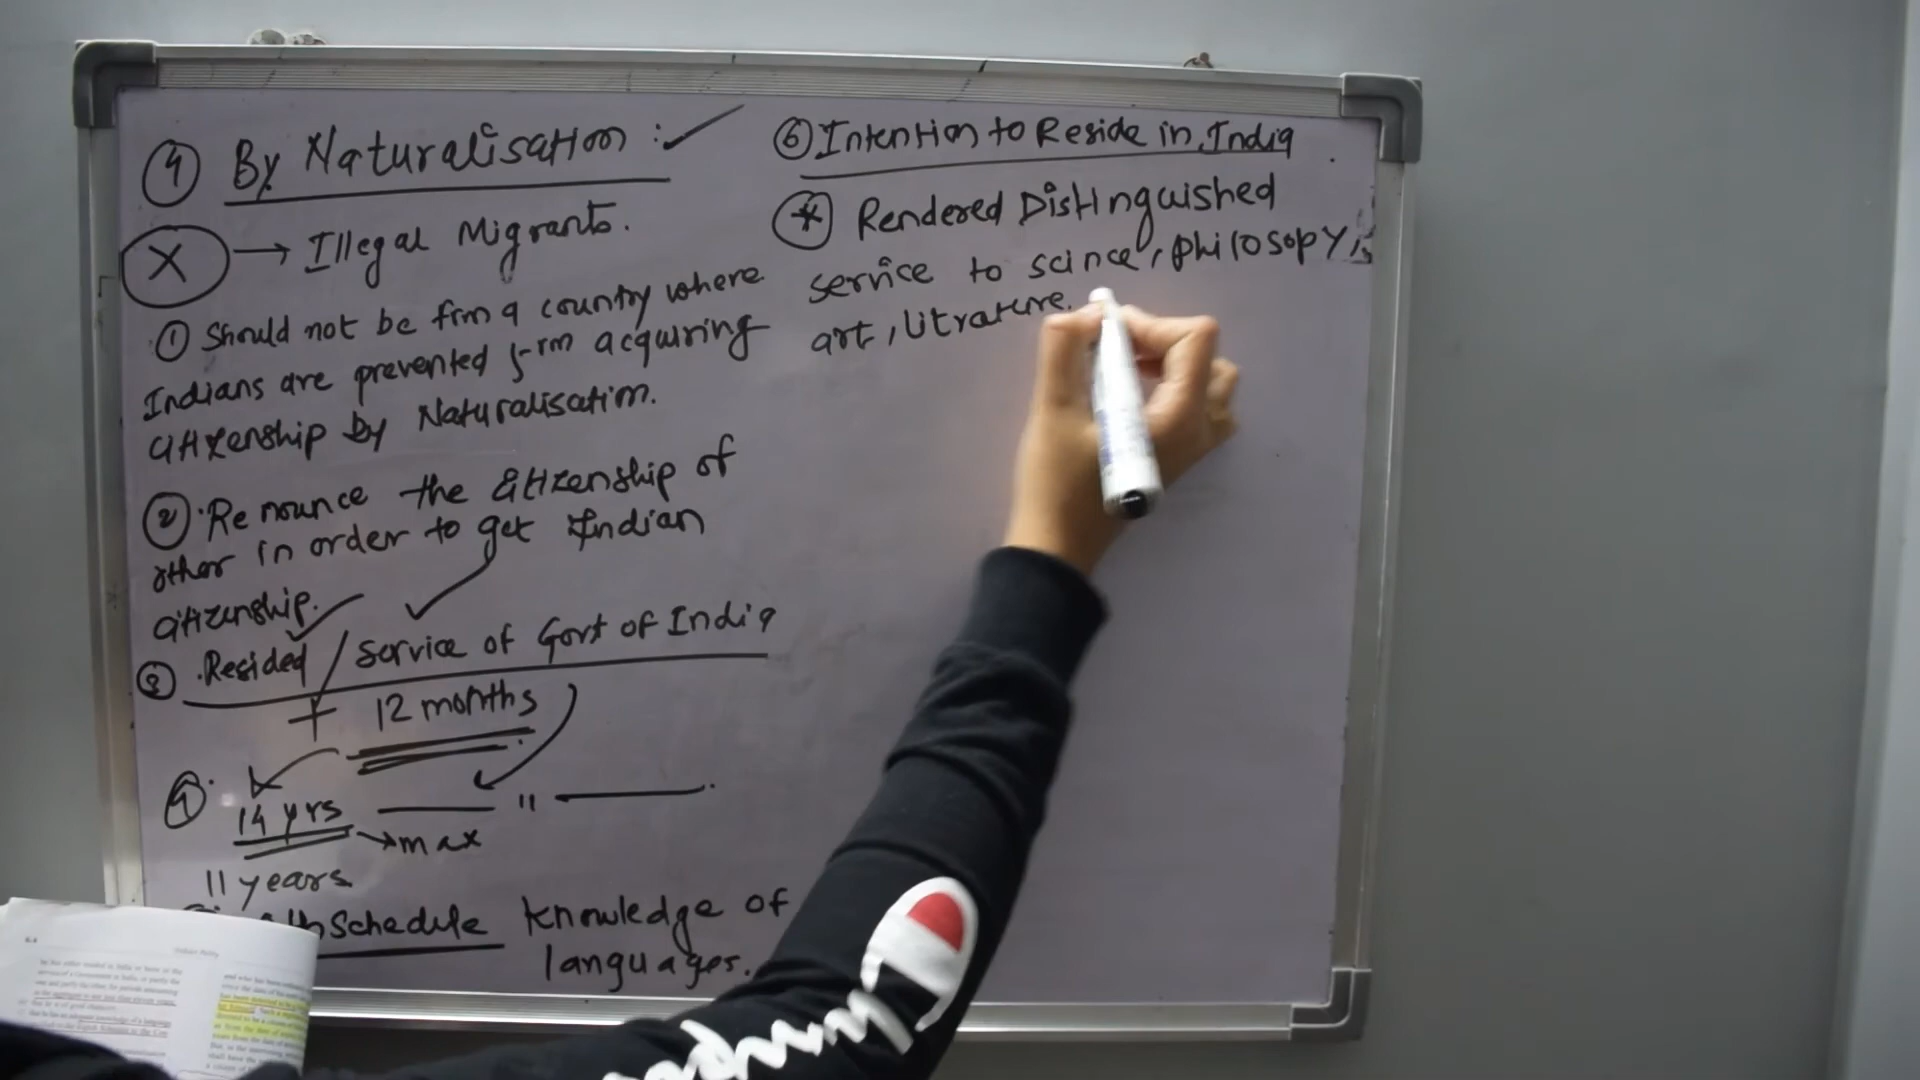 4 By Naturalisation :
X → Illegal Migrants.
1 Should not be from a country where
Indians are prevented from acquiring
citizenship by Naturalisation.
2 Renounce the citizenship of
other in order to get Indian
citizenship.
3 Resided / Service of Govt of India
+ 12 months
4. 14 yrs — " — .
→ max
11 years
Schedule Knowledge of
languages.
6 Intention to Reside in India
* Rendered Distinguished
service to scince, philosopy,
art, litrature.
Champion